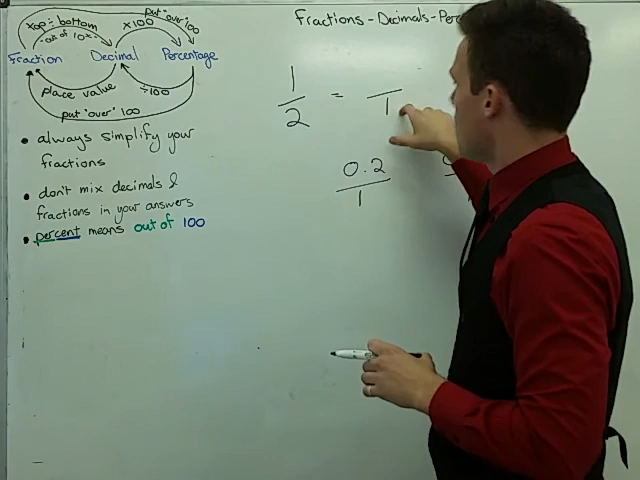 Fractions - Decimals - Per
put "over" 100
top ÷ bottom
"out of 10ˣ"
x100
Fraction Decimal Percentage
place value
÷100
put "over" 100
• always simplify your
fractions
• don't mix decimals &
fractions in your answers
• percent means out of 100
1/2 = /1
0.2/1